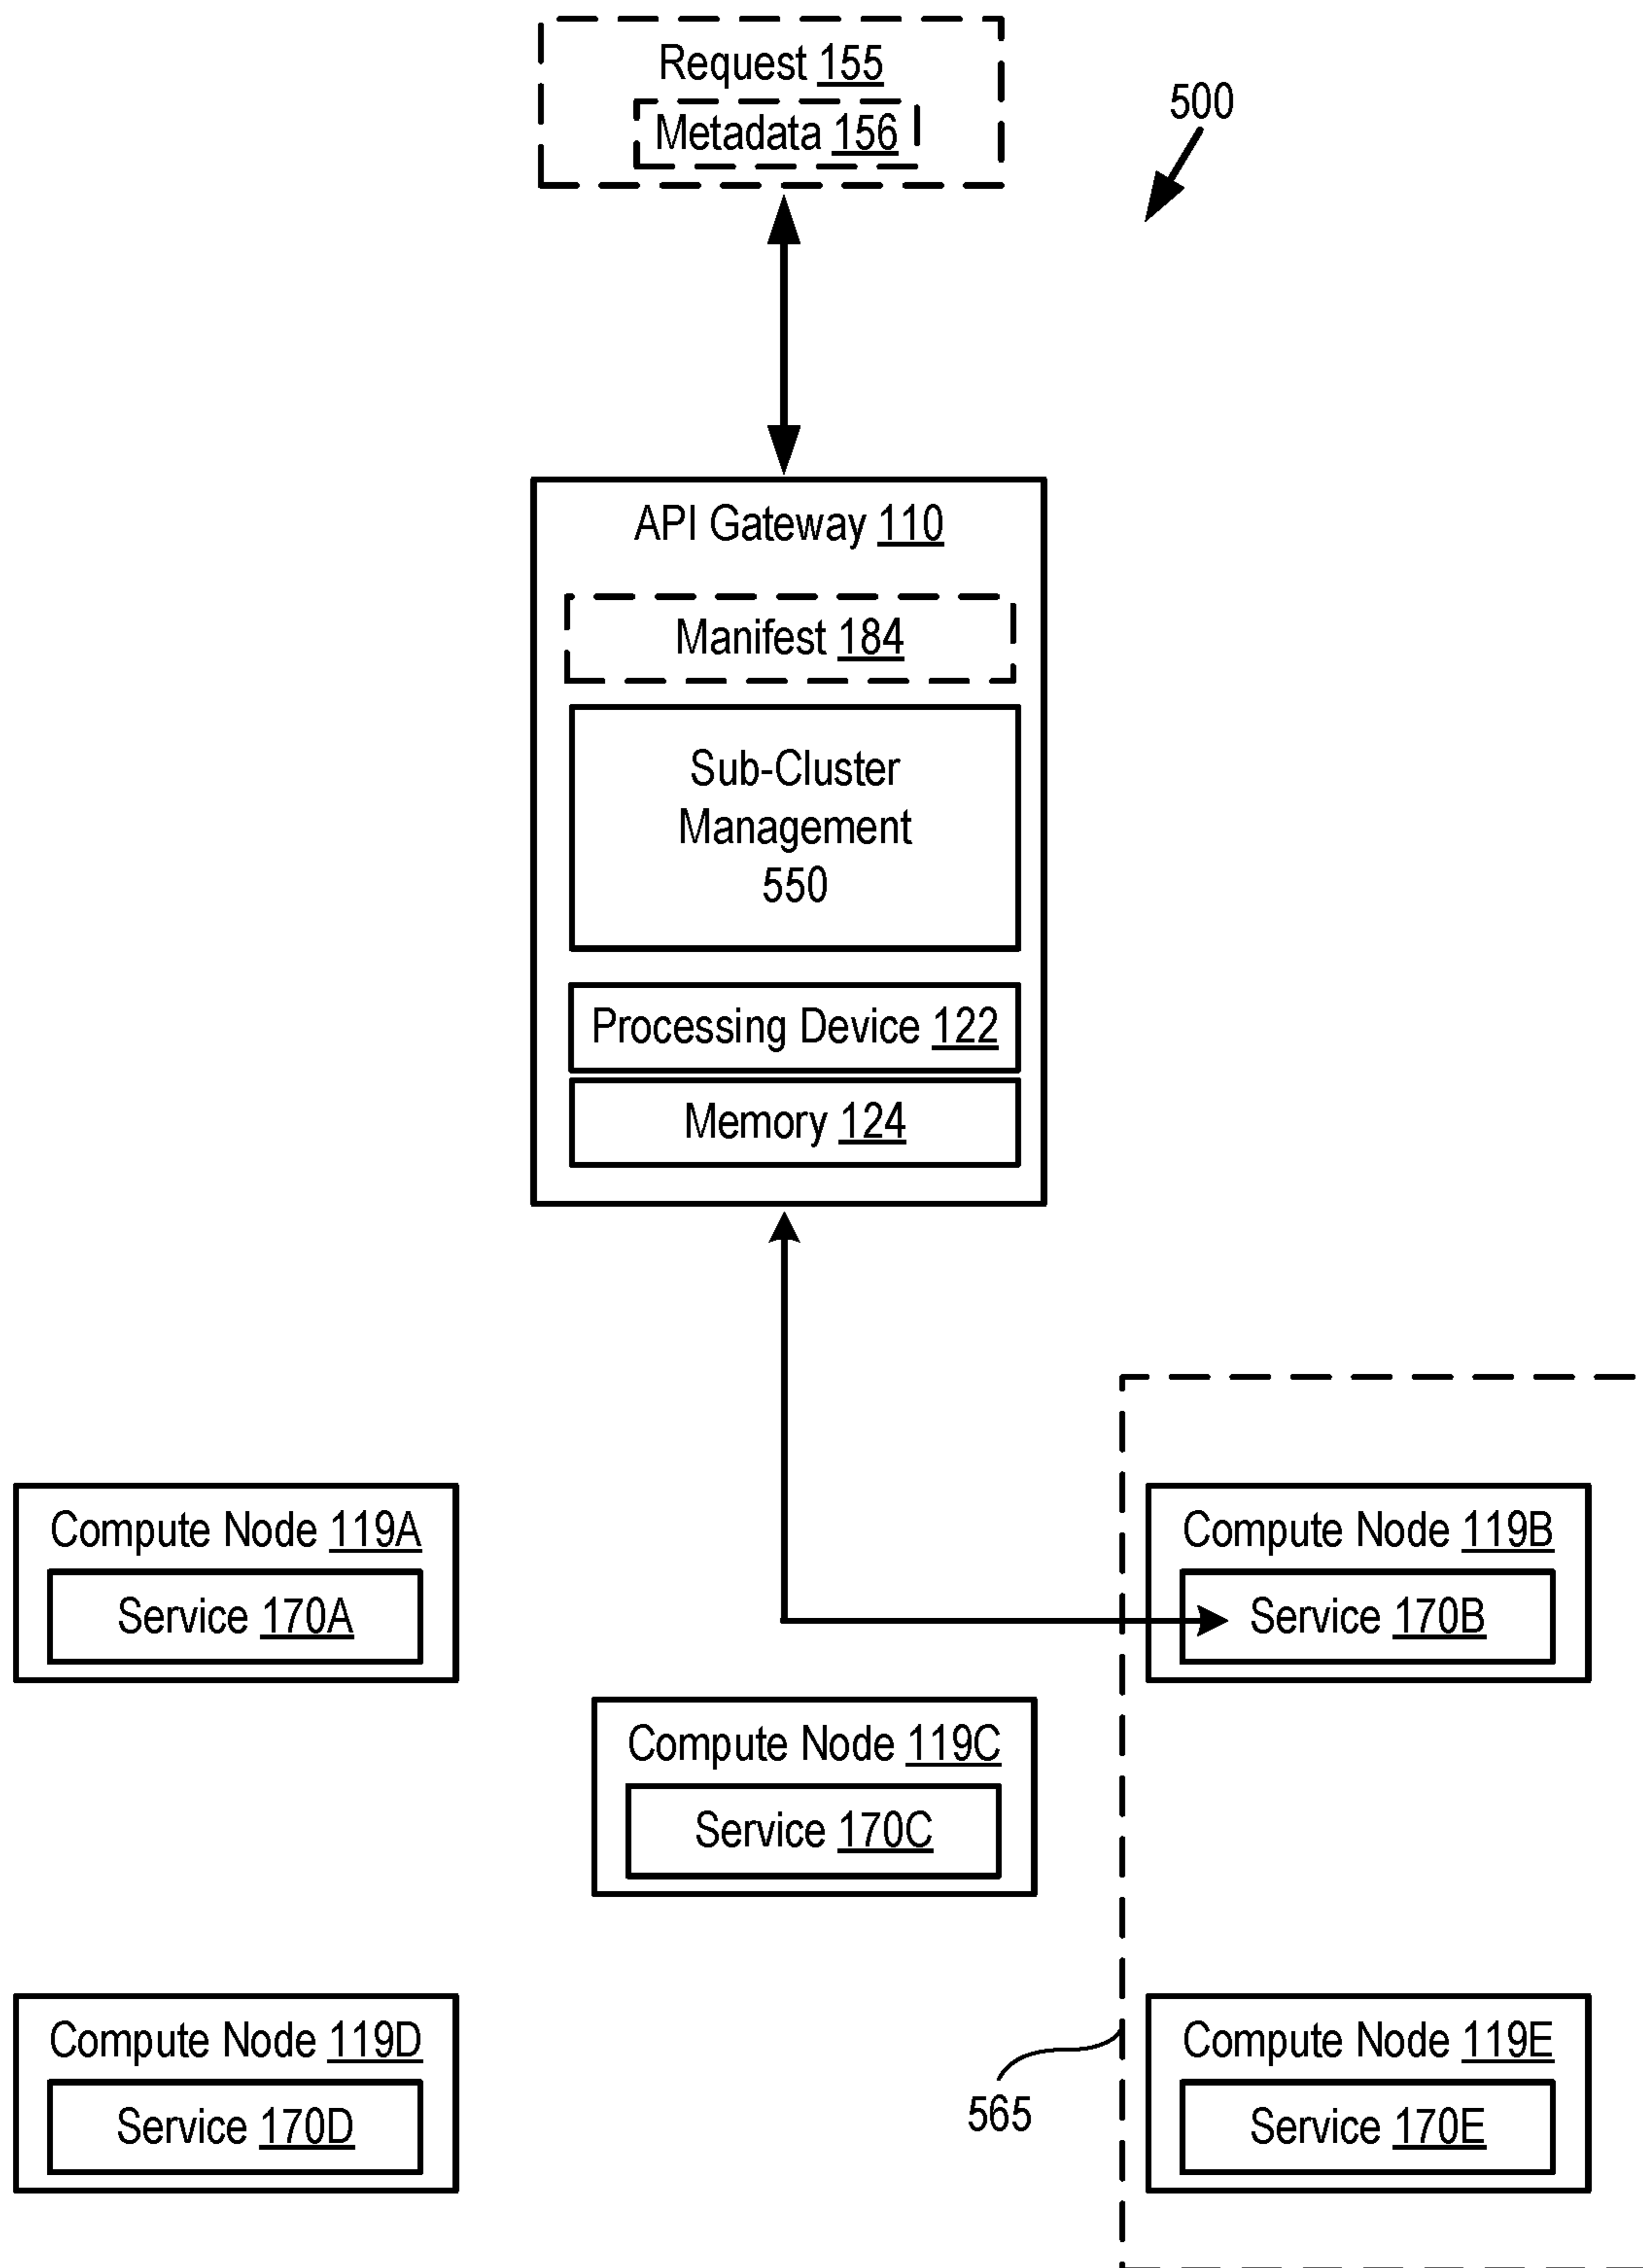 Request 155
Metadata 156
500
API Gateway 110
Manifest 184
Sub-Cluster
Management
550
Processing Device 122
Memory 124
Compute Node 119A
Service 170A
Compute Node 119B
Service 170B
Compute Node 119C
Service 170C
Compute Node 119D
Service 170D
565
Compute Node 119E
Service 170E